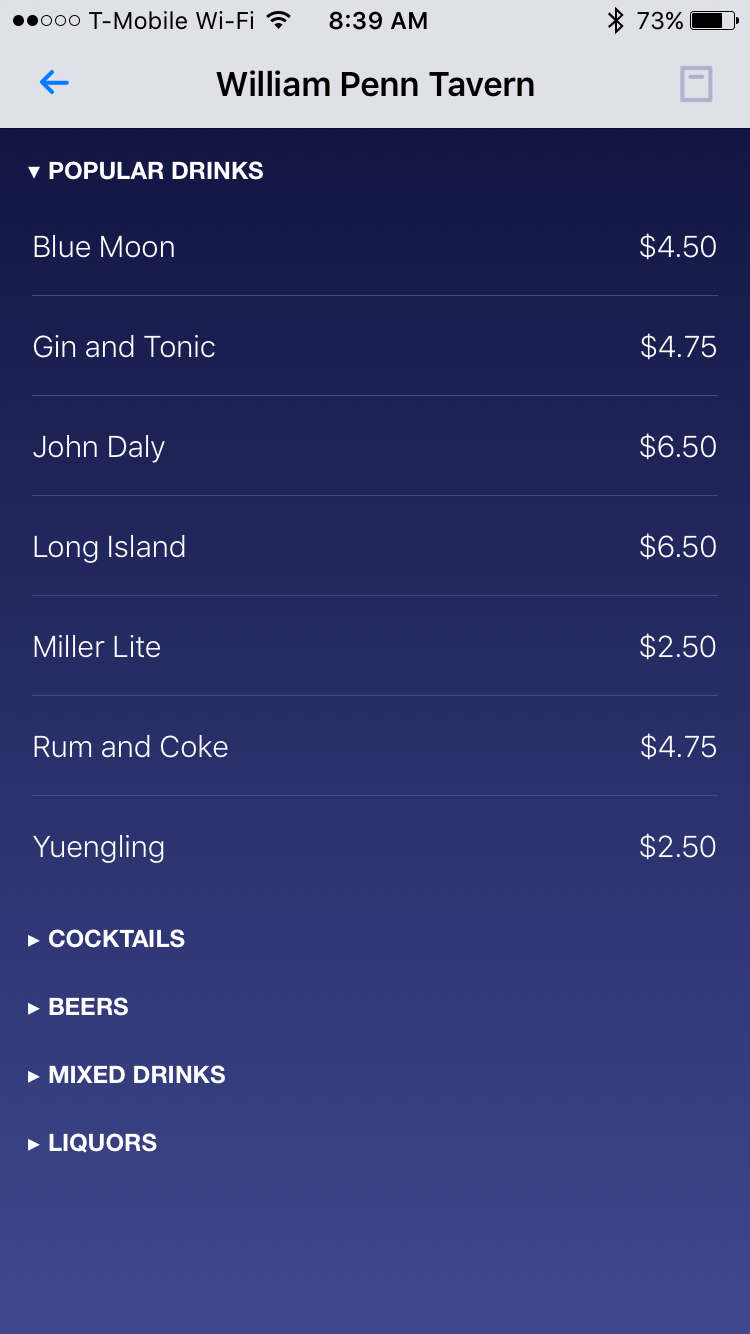 T-Mobile Wi-Fi 8:39 AM 73%
William Penn Tavern
▼ POPULAR DRINKS
Blue Moon $4.50
Gin and Tonic $4.75
John Daly $6.50
Long Island $6.50
Miller Lite $2.50
Rum and Coke $4.75
Yuengling $2.50
► COCKTAILS
► BEERS
► MIXED DRINKS
► LIQUORS